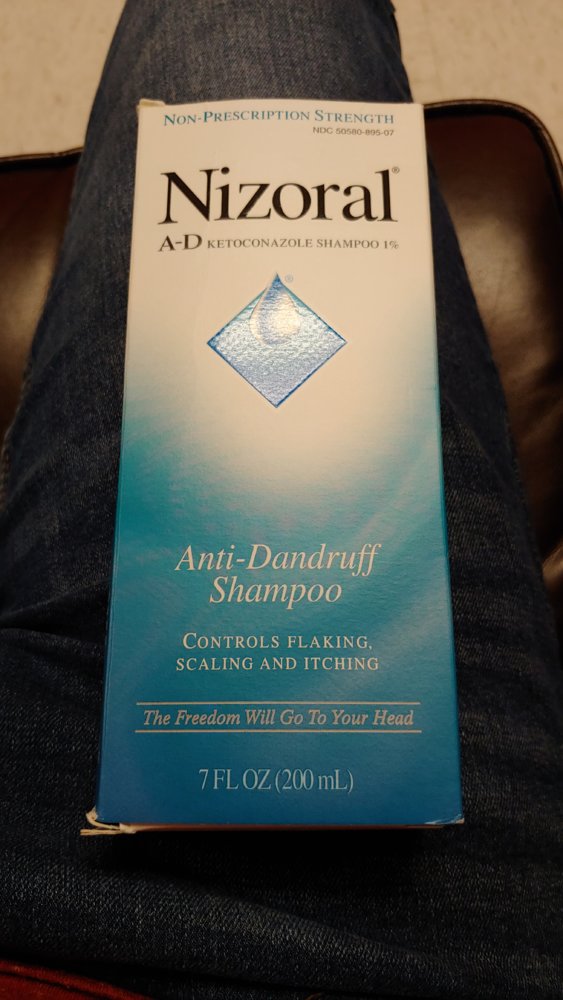 NON-PRESCRIPTION STRENGTH
NDC 50580-895-07
Nizoral®
A-D KETOCONAZOLE SHAMPOO 1%
®
Anti-Dandruff
Shampoo
CONTROLS FLAKING,
SCALING AND ITCHING
The Freedom Will Go To Your Head
7 FL OZ (200 mL)